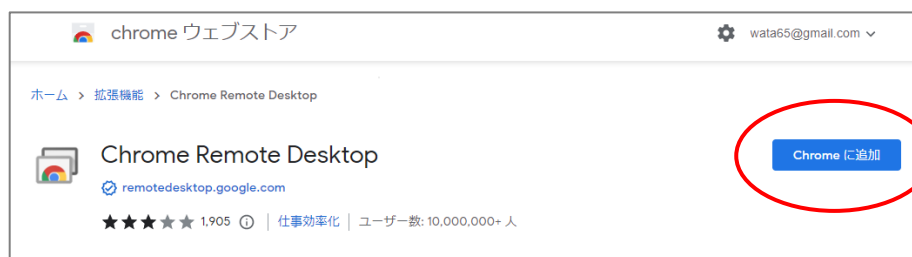 chrome ウェブストア
wata65@gmail.com
ホーム > 拡張機能 > Chrome Remote Desktop
Chrome Remote Desktop
Chrome に追加
remotedesktop.google.com
1,905 | 仕事効率化 | ユーザー数: 10,000,000+ 人